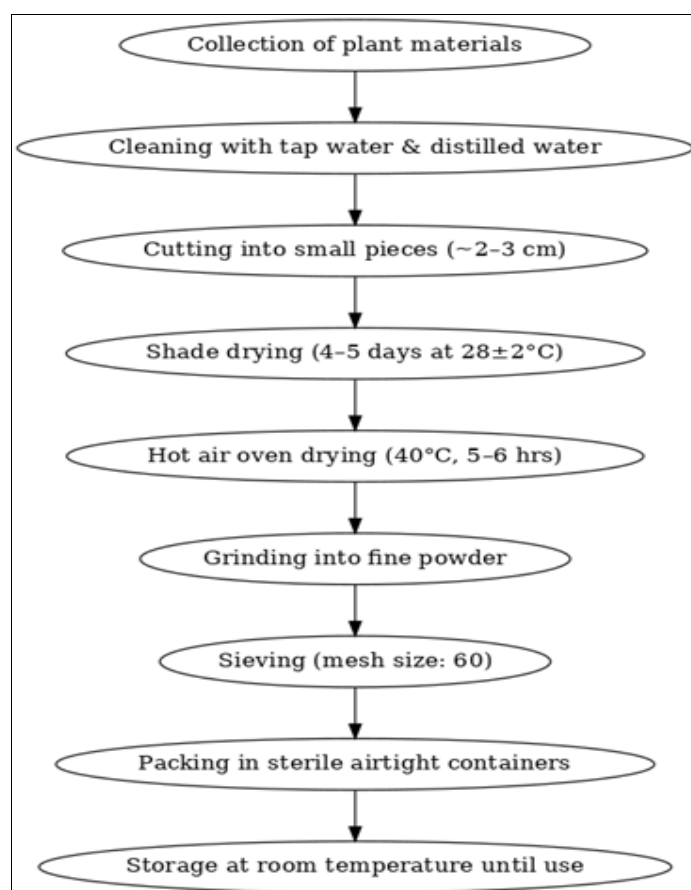 Collection of plant materials
Cleaning with tap water & distilled water
Cutting into small pieces (~2–3 cm)
Shade drying (4–5 days at 28±2°C)
Hot air oven drying (40°C, 5–6 hrs)
Grinding into fine powder
Sieving (mesh size: 60)
Packing in sterile airtight containers
Storage at room temperature until use